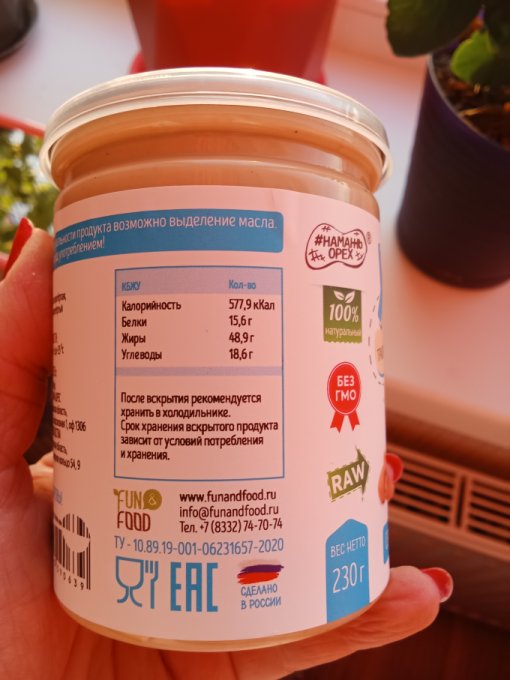 льности продукта возможно выделение масла.
употреблением!
#НАМАЖЬ
ОРЕХ
®
КБЖУ Кол-во
Калорийность 577,9 кКал
Белки 15,6 г
Жиры 48,9 г
Углеводы 18,6 г
После вскрытия рекомендуется
хранить в холодильнике.
Срок хранения вскрытого продукта
зависит от условий потребления
и хранения.
100%
натуральный
БЕЗ
ГМО
RAW
FUN &
FOOD
www.funandfood.ru
info@funandfood.ru
Тел. +7 (8332) 74-70-74
ТУ - 10.89.19-001-06231657-2020
EAC
СДЕЛАНО
В РОССИИ
ВЕС НЕТТО
230 г